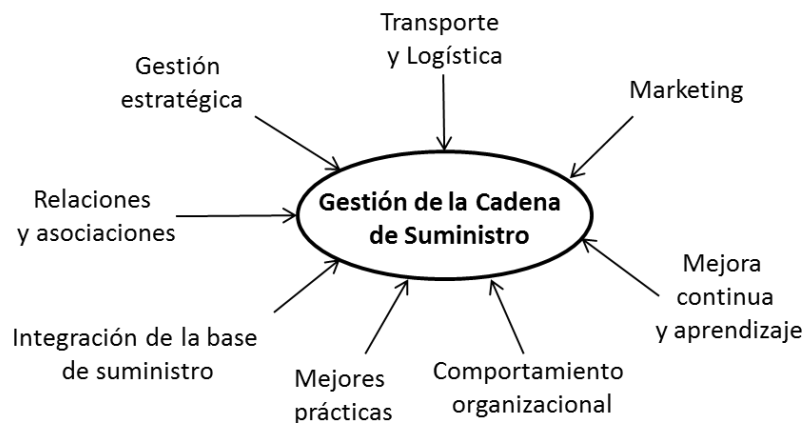 Transporte
y Logística
Gestión
estratégica
Marketing
Relaciones
y asociaciones
Gestión de la Cadena
de Suministro
Mejora
continua
y aprendizaje
Integración de la base
de suministro
Mejores
prácticas
Comportamiento
organizacional